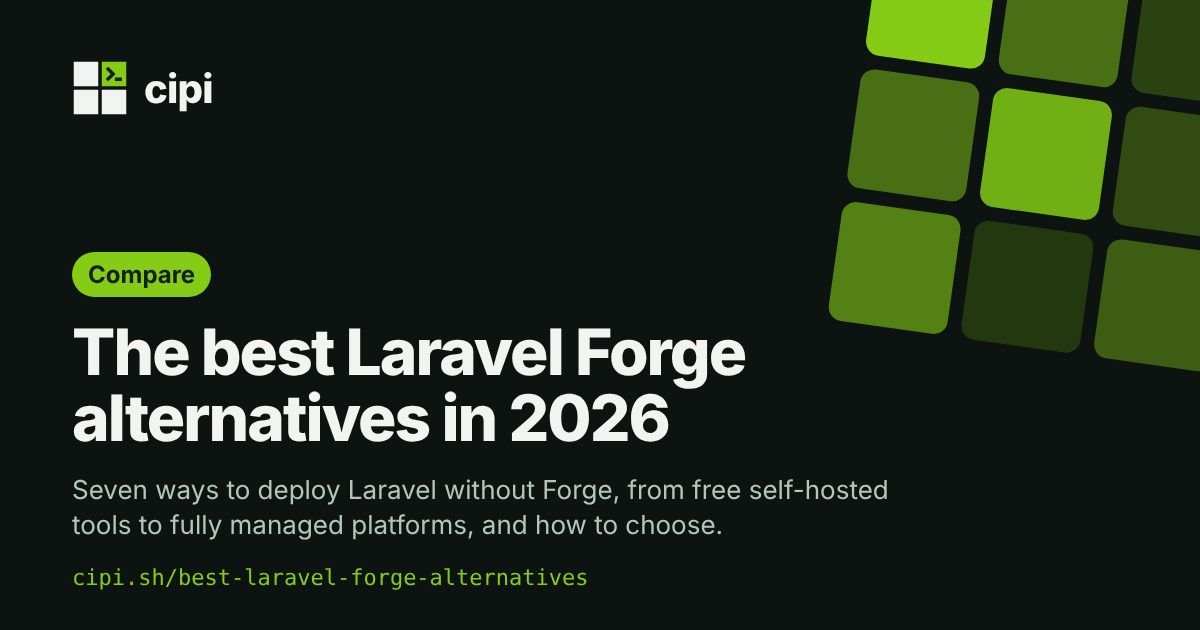 cipi
Compare
The best Laravel Forge
alternatives in 2026
Seven ways to deploy Laravel without Forge, from free self-hosted
tools to fully managed platforms, and how to choose.
cipi.sh/best-laravel-forge-alternatives